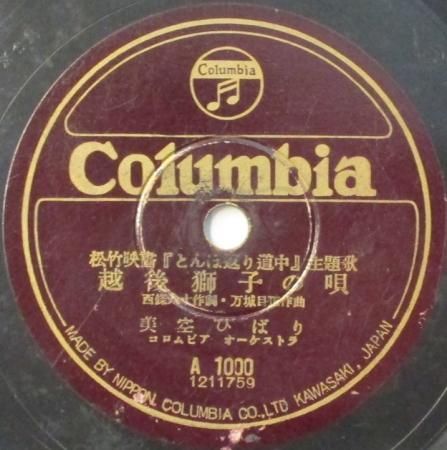 Columbia
Columbia
松竹映畫『とんぼ返り道中』主題歌
越後獅子の唄
西條八十作詞・万城目正作曲
美空ひばり
コロムビア オーケストラ
A 1000
1211759
MADE BY NIPPON COLUMBIA CO., LTD KAWASAKI, JAPAN